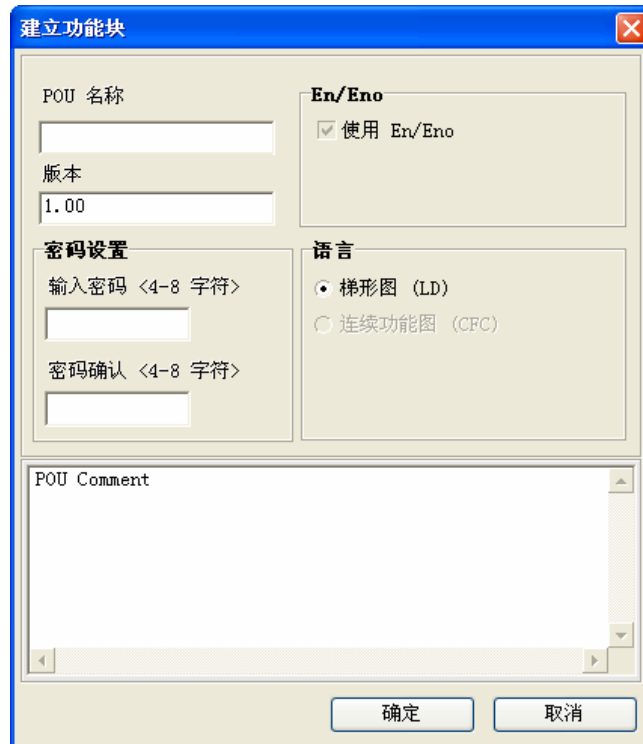 建立功能块
POU 名称
版本
1.00
En/Eno
使用 En/Eno
密码设置
输入密码 <4-8 字符>
密码确认 <4-8 字符>
语言
梯形图 (LD)
连续功能图 (CFC)
POU Comment
确定
取消